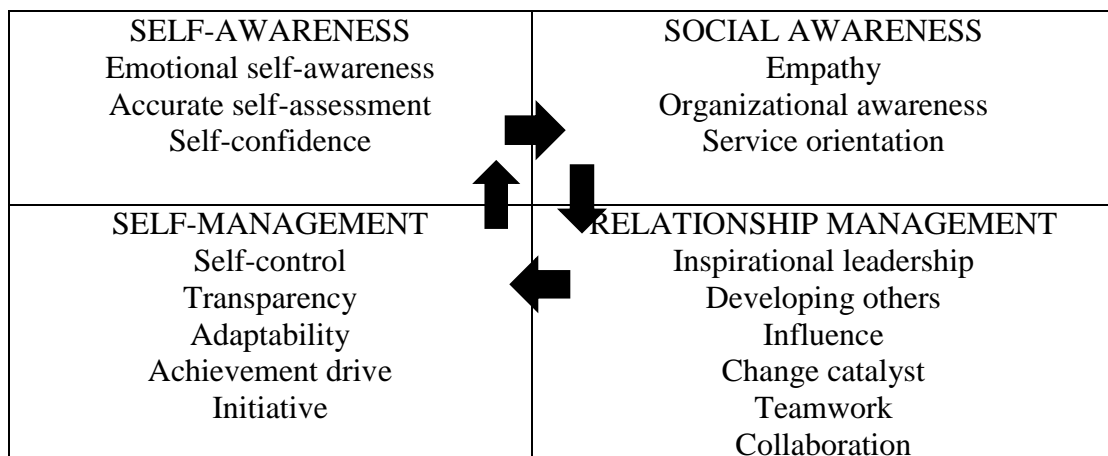 SELF-AWARENESS
Emotional self-awareness
Accurate self-assessment
Self-confidence
SOCIAL AWARENESS
Empathy
Organizational awareness
Service orientation
SELF-MANAGEMENT
Self-control
Transparency
Adaptability
Achievement drive
Initiative
RELATIONSHIP MANAGEMENT
Inspirational leadership
Developing others
Influence
Change catalyst
Teamwork
Collaboration